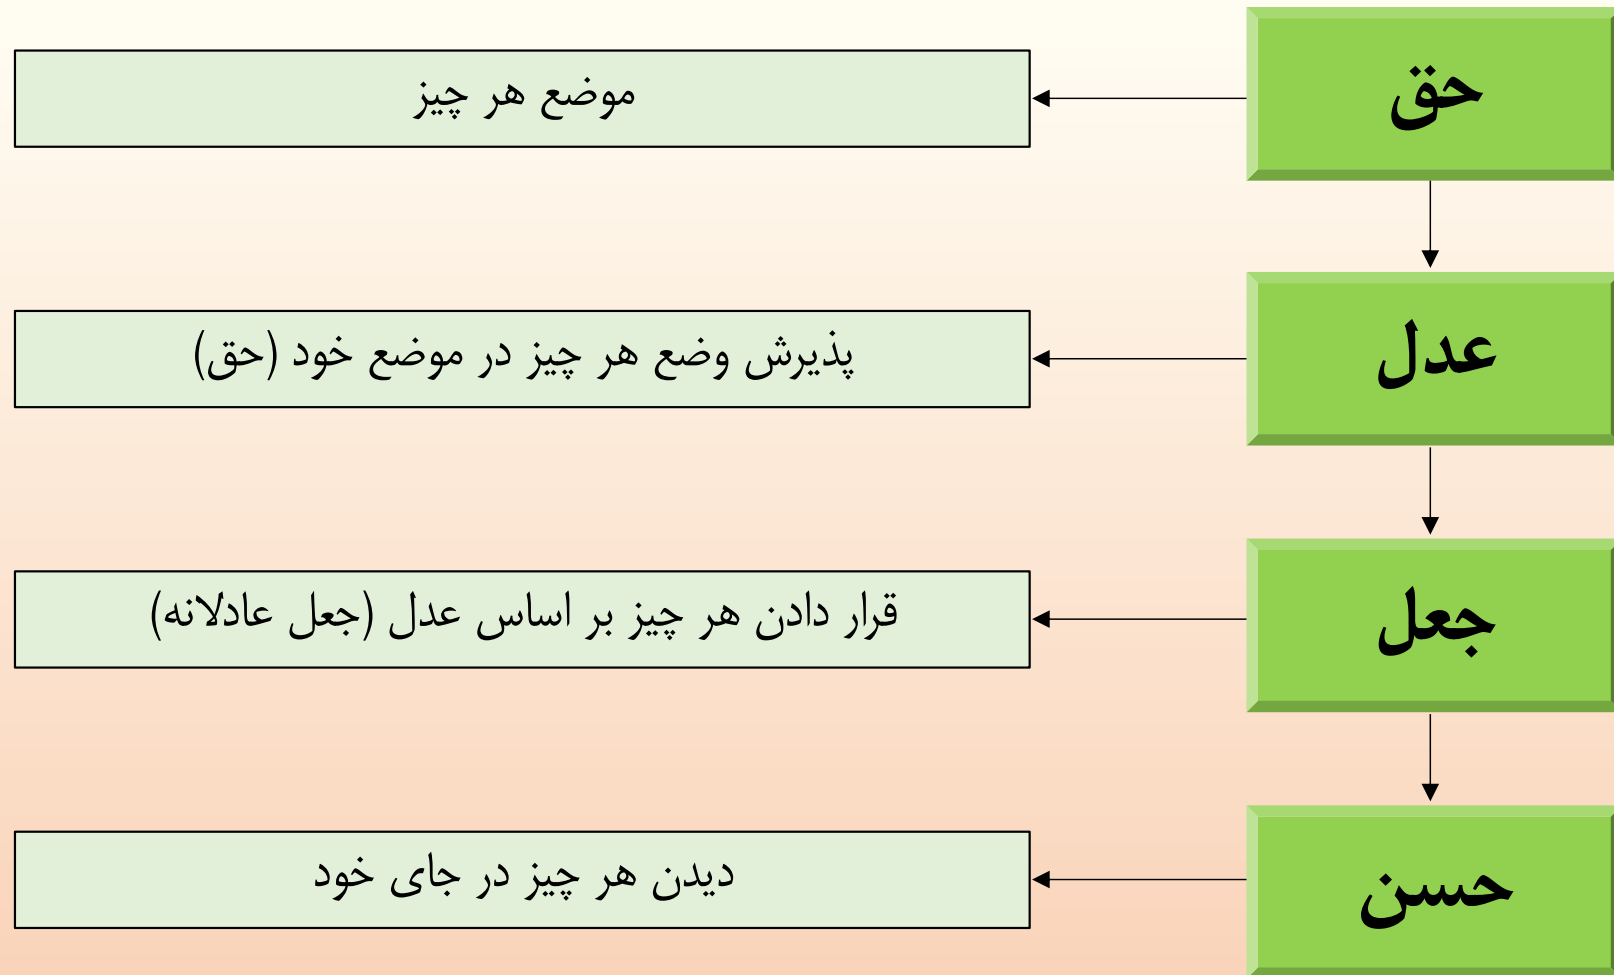 حق
موضع هر چیز
عدل
پذیرش وضع هر چیز در موضع خود (حق)
جعل
قرار دادن هر چیز بر اساس عدل (جعل عادلانه)
حسن
دیدن هر چیز در جای خود